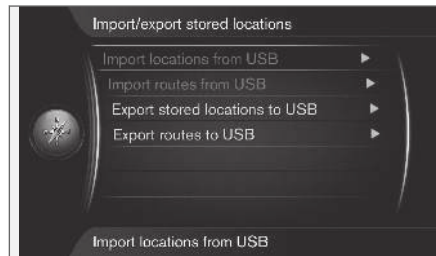 Import/export stored locations
Import locations from USB
Import routes from USB
Export stored locations to USB
Export routes to USB
Import locations from USB